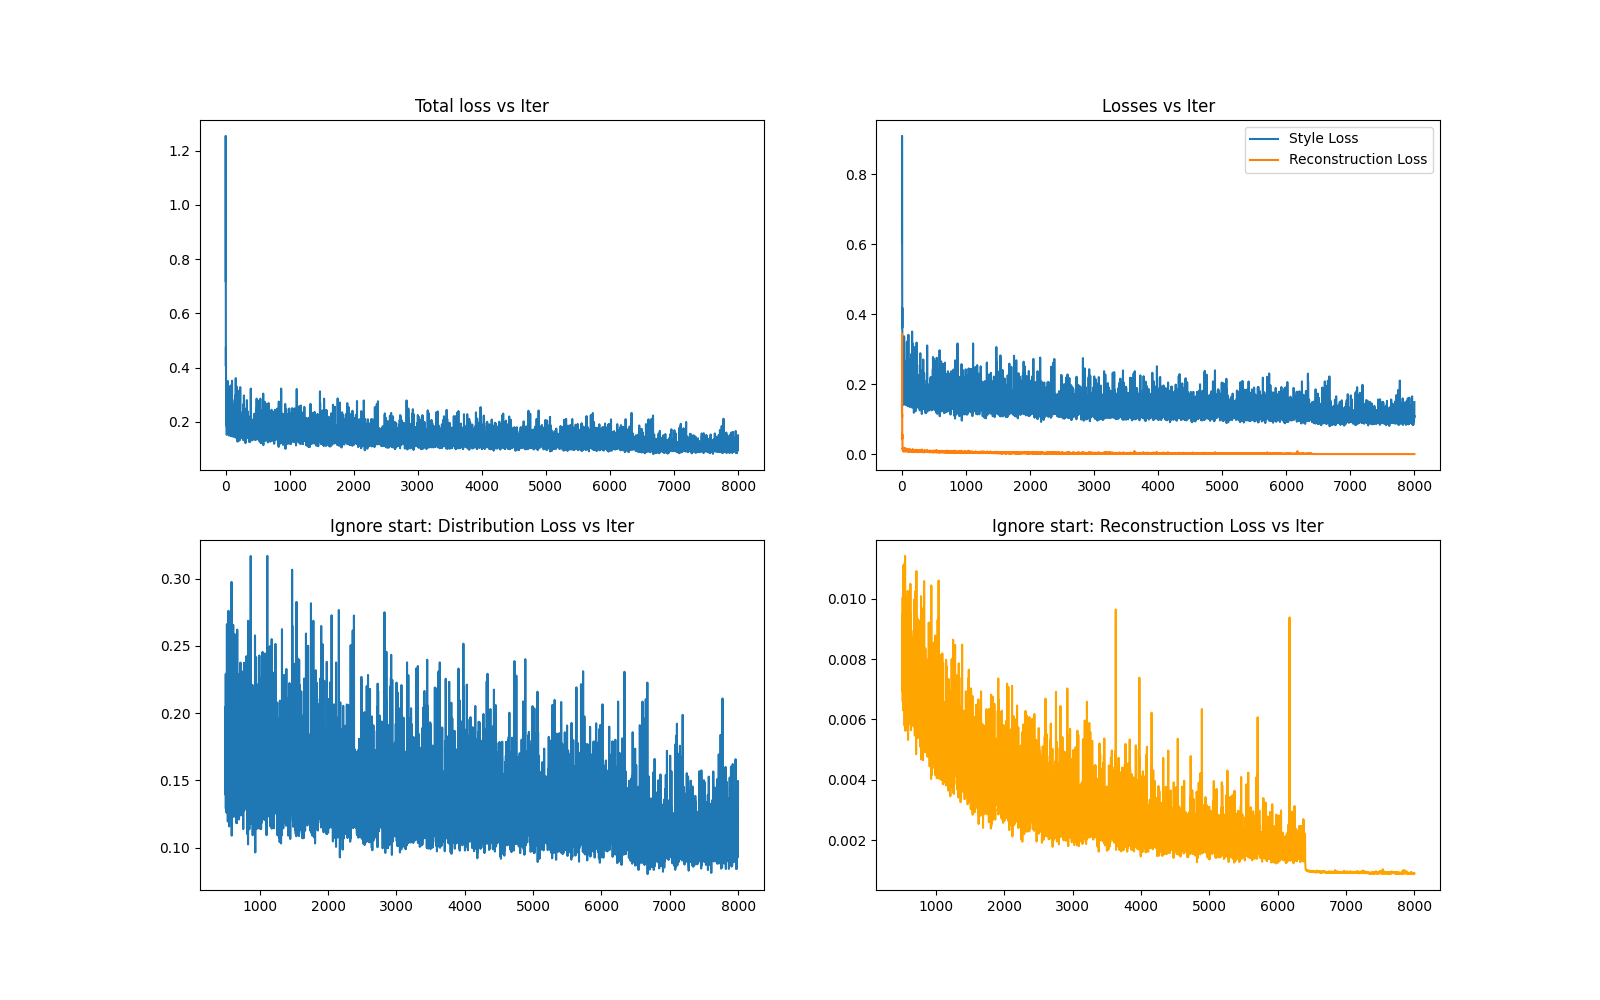 Total loss vs Iter
1.2
1.0
0.8
0.6
0.4
0.2
0 1000 2000 3000 4000 5000 6000 7000 8000
Losses vs Iter
Style Loss
Reconstruction Loss
0.8
0.6
0.4
0.2
0.0
0 1000 2000 3000 4000 5000 6000 7000 8000
Ignore start: Distribution Loss vs Iter
0.30
0.25
0.20
0.15
0.10
1000 2000 3000 4000 5000 6000 7000 8000
Ignore start: Reconstruction Loss vs Iter
0.010
0.008
0.006
0.004
0.002
1000 2000 3000 4000 5000 6000 7000 8000